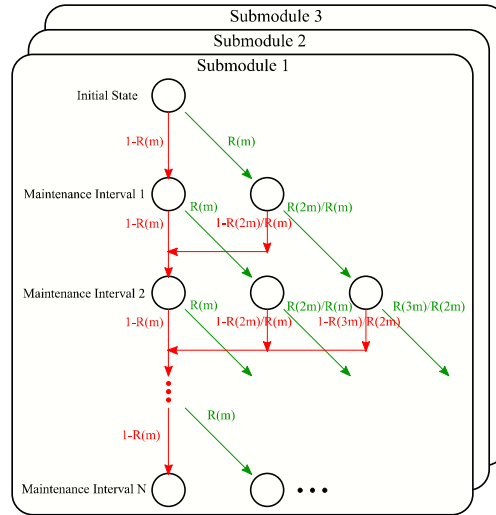 Submodule 3
Submodule 2
Submodule 1
Initial State
1-R(m)
R(m)
Maintenance Interval 1
1-R(m)
R(m)
1-R(2m)/R(m)
R(2m)/R(m)
Maintenance Interval 2
1-R(m)
R(m)
1-R(2m)/R(m)
R(2m)/R(m)
1-R(3m)/R(2m)
R(3m)/R(2m)
1-R(m)
R(m)
Maintenance Interval N